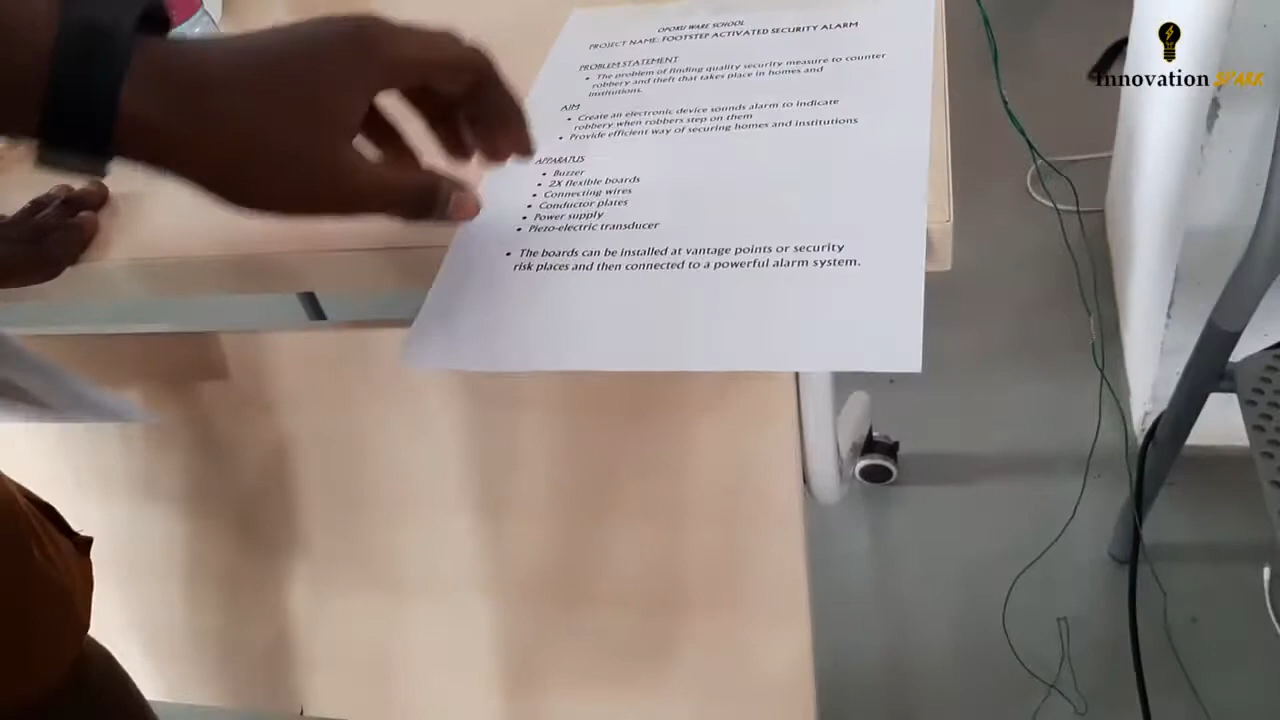 OPOKU WARE SCHOOL
PROJECT NAME: FOOTSTEP ACTIVATED SECURITY ALARM
PROBLEM STATEMENT
• The problem of finding quality security measure to counter
robbery and theft that takes place in homes and
institutions.
AIM
• Create an electronic device sounds alarm to indicate
robbery when robbers step on them
• Provide efficient way of securing homes and institutions
APPARATUS
• Buzzer
• 2X flexible boards
• Connecting wires
• Conductor plates
• Power supply
• Piezo-electric transducer
• The boards can be installed at vantage points or security
risk places and then connected to a powerful alarm system.
Innovation SPARK